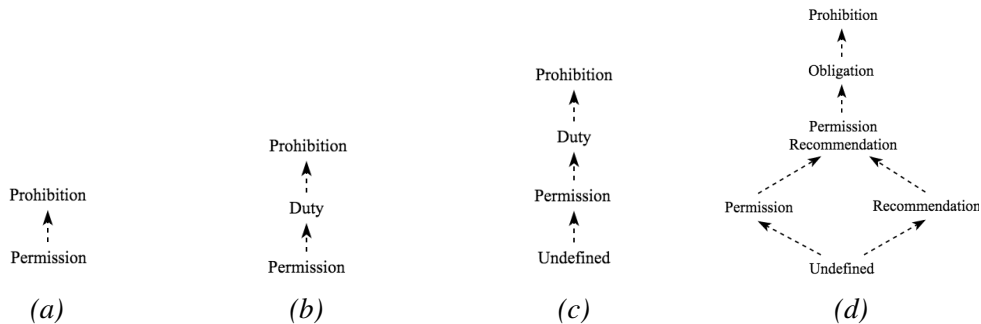 Prohibition
Permission
(a)
Prohibition
Duty
Permission
(b)
Prohibition
Duty
Permission
Undefined
(c)
Prohibition
Obligation
Permission
Recommendation
Permission
Recommendation
Undefined
(d)